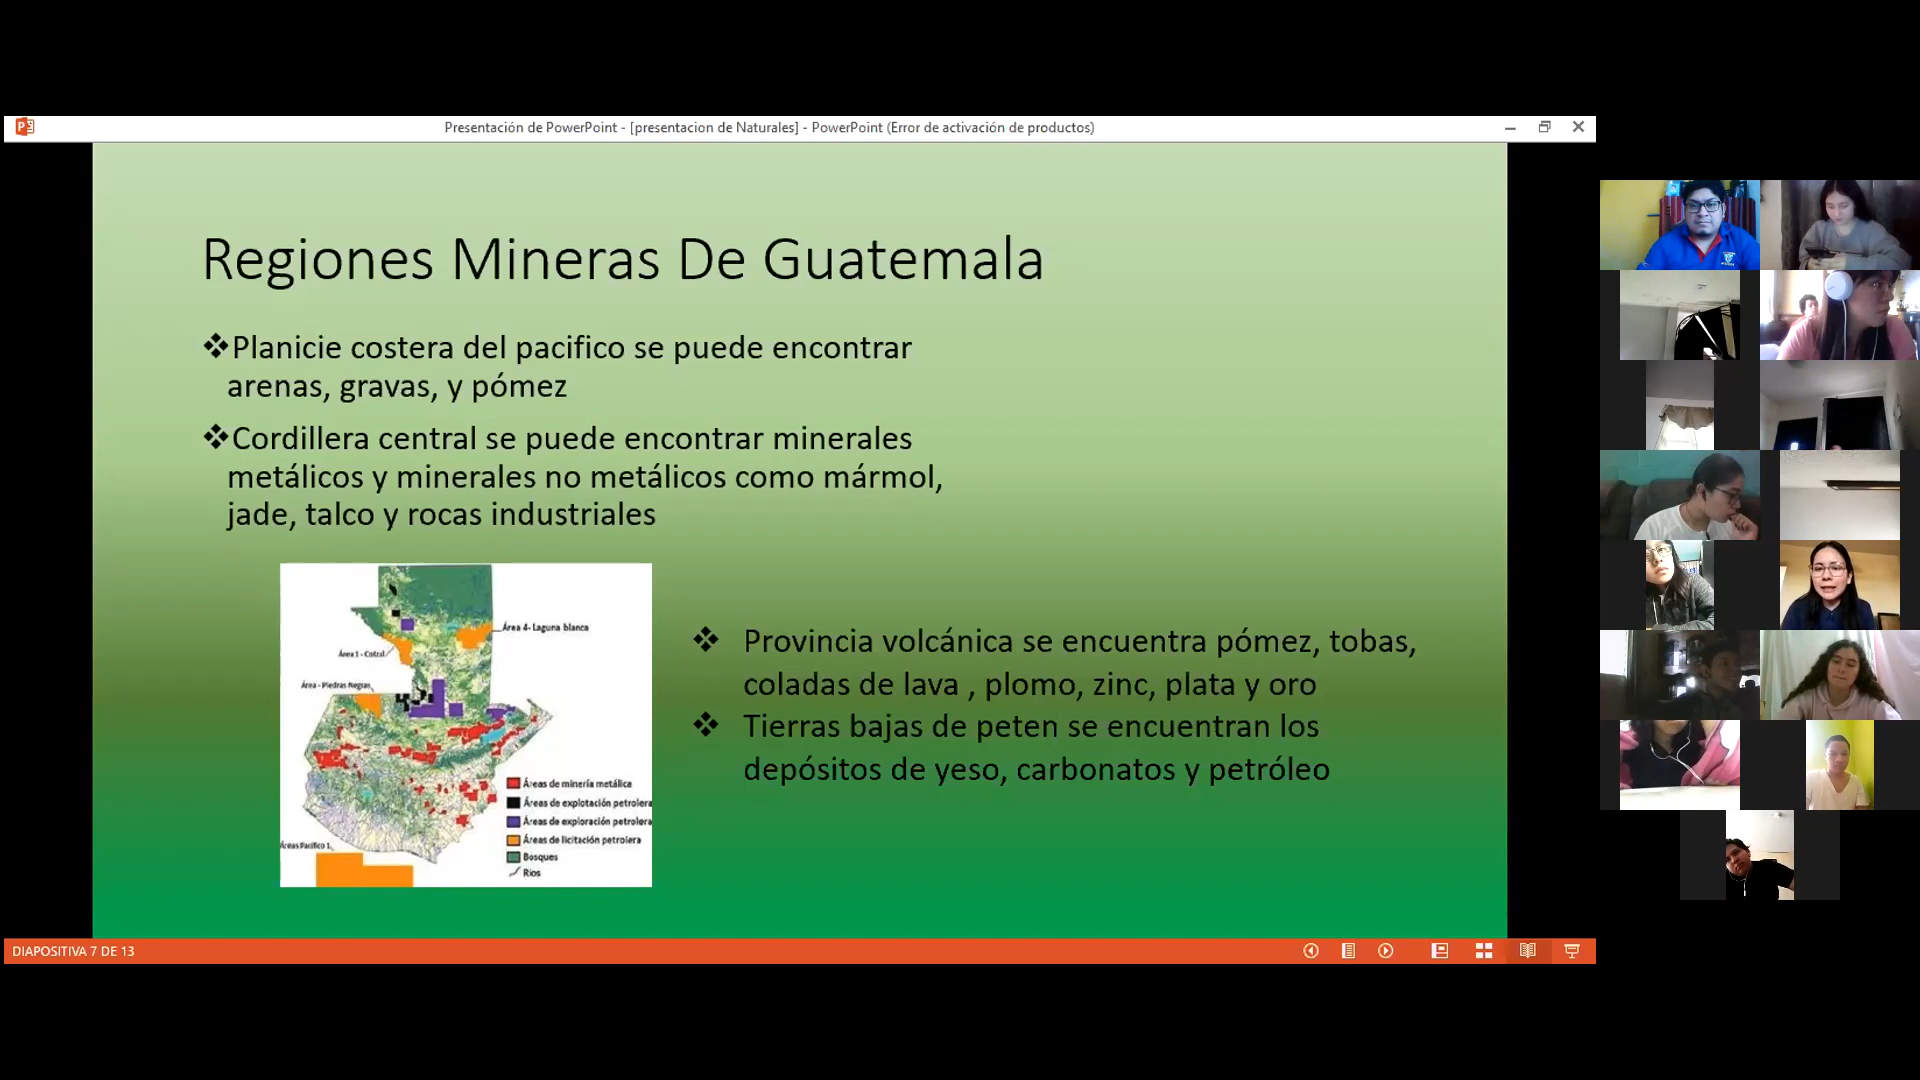 Presentación de PowerPoint - [presentacion de Naturales] - PowerPoint (Error de activación de productos)
Regiones Mineras De Guatemala
❖Planicie costera del pacifico se puede encontrar
arenas, gravas, y pómez
❖Cordillera central se puede encontrar minerales
metálicos y minerales no metálicos como mármol,
jade, talco y rocas industriales
Área 4- Laguna blanca
Área 1 - Cotzal
Área - Piedras Negras
Áreas de minería metálica
Áreas de explotación petrolera
Áreas de exploración petrolera
Áreas de licitación petrolera
Bosques
Rios
Áreas Pacífico 1
❖ Provincia volcánica se encuentra pómez, tobas,
coladas de lava , plomo, zinc, plata y oro
❖ Tierras bajas de peten se encuentran los
depósitos de yeso, carbonatos y petróleo
DIAPOSITIVA 7 DE 13